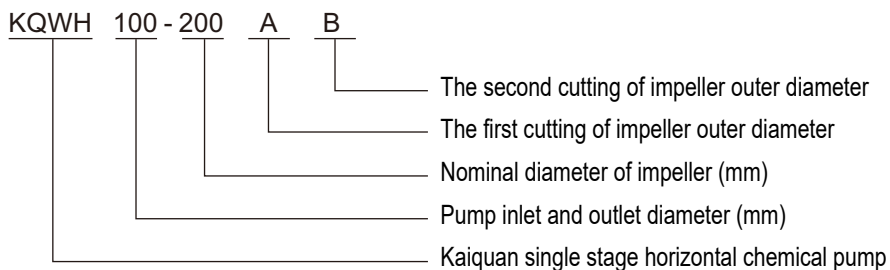 KQWH 100 - 200 A B
The second cutting of impeller outer diameter
The first cutting of impeller outer diameter
Nominal diameter of impeller (mm)
Pump inlet and outlet diameter (mm)
Kaiquan single stage horizontal chemical pump